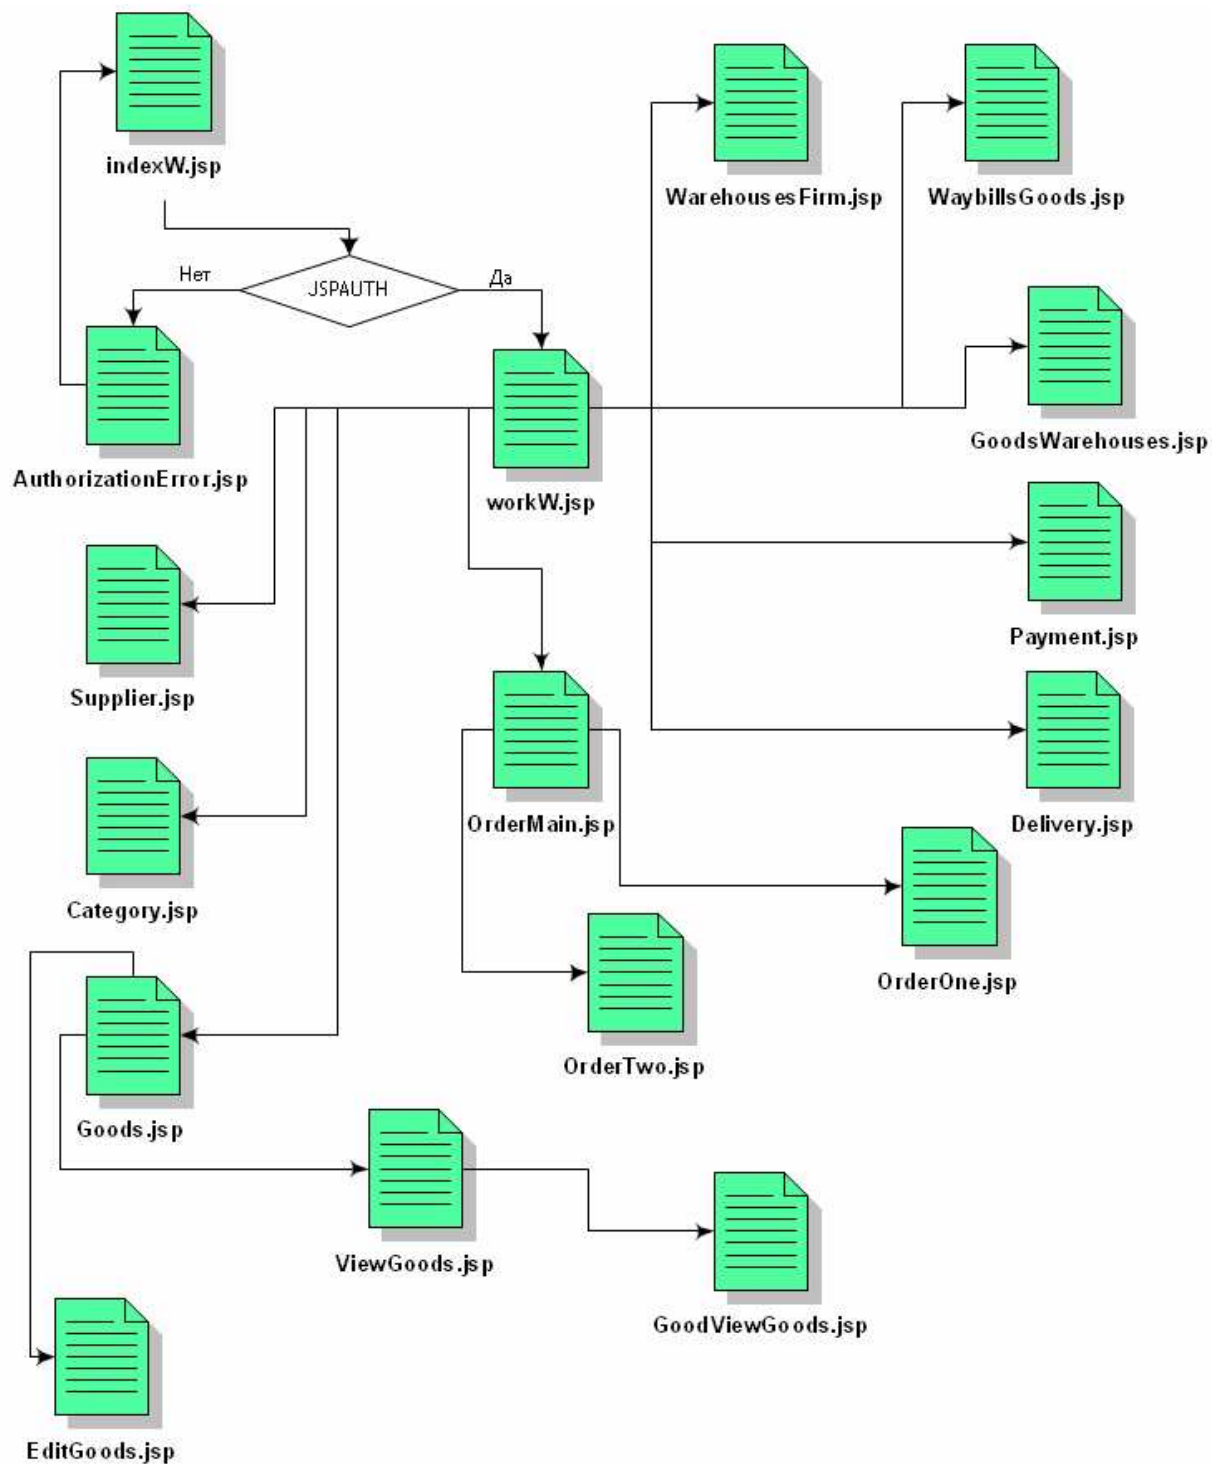 indexW.jsp
WarehousesFirm.jsp
WaybillsGoods.jsp
Нет
JSPAUTH
Да
GoodsWarehouses.jsp
AuthorizationError.jsp
workW.jsp
Payment.jsp
Supplier.jsp
OrderMain.jsp
Delivery.jsp
Category.jsp
OrderOne.jsp
OrderTwo.jsp
Goods.jsp
ViewGoods.jsp
GoodViewGoods.jsp
EditGoods.jsp